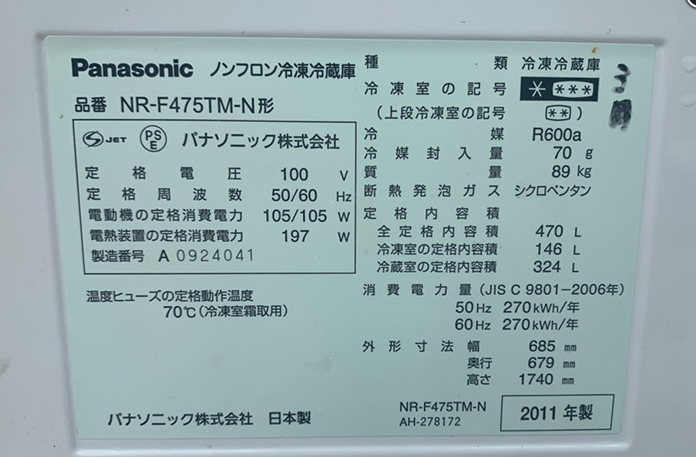 Panasonic ノンフロン冷凍冷蔵庫
品番 NR-F475TM-N形
S JET PS E パナソニック株式会社
定格電圧 100 V
定格周波数 50/60 Hz
電動機の定格消費電力 105/105 W
電熱装置の定格消費電力 197 W
製造番号 A 0924041
温度ヒューズの定格動作温度
70℃(冷凍室霜取用)
パナソニック株式会社 日本製
種類 冷凍冷蔵庫
冷凍室の記号 * ***
(上段冷凍室の記号 **)
冷媒 R600a
冷媒封入量 70 g
質量 89 kg
断熱発泡ガス シクロペンタン
定格内容積
全定格内容積 470 L
冷凍室の定格内容積 146 L
冷蔵室の定格内容積 324 L
消費電力量(JIS C 9801-2006年)
50Hz 270kWh/年
60Hz 270kWh/年
外形寸法 幅 685 mm
奥行 679 mm
高さ 1740 mm
NR-F475TM-N
AH-278172
2011年製